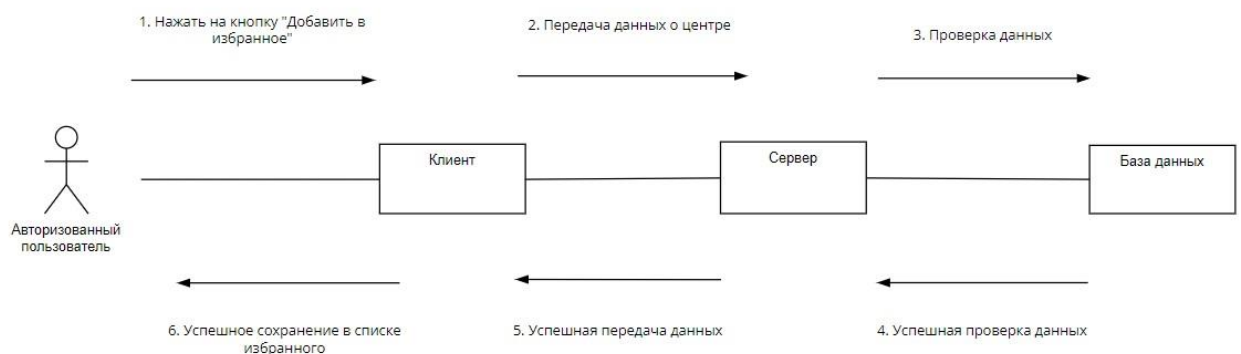 1. Нажать на кнопку "Добавить в
избранное"
2. Передача данных о центре
3. Проверка данных
Клиент
Сервер
База данных
Авторизованный
пользователь
6. Успешное сохранение в списке
избранного
5. Успешная передача данных
4. Успешная проверка данных